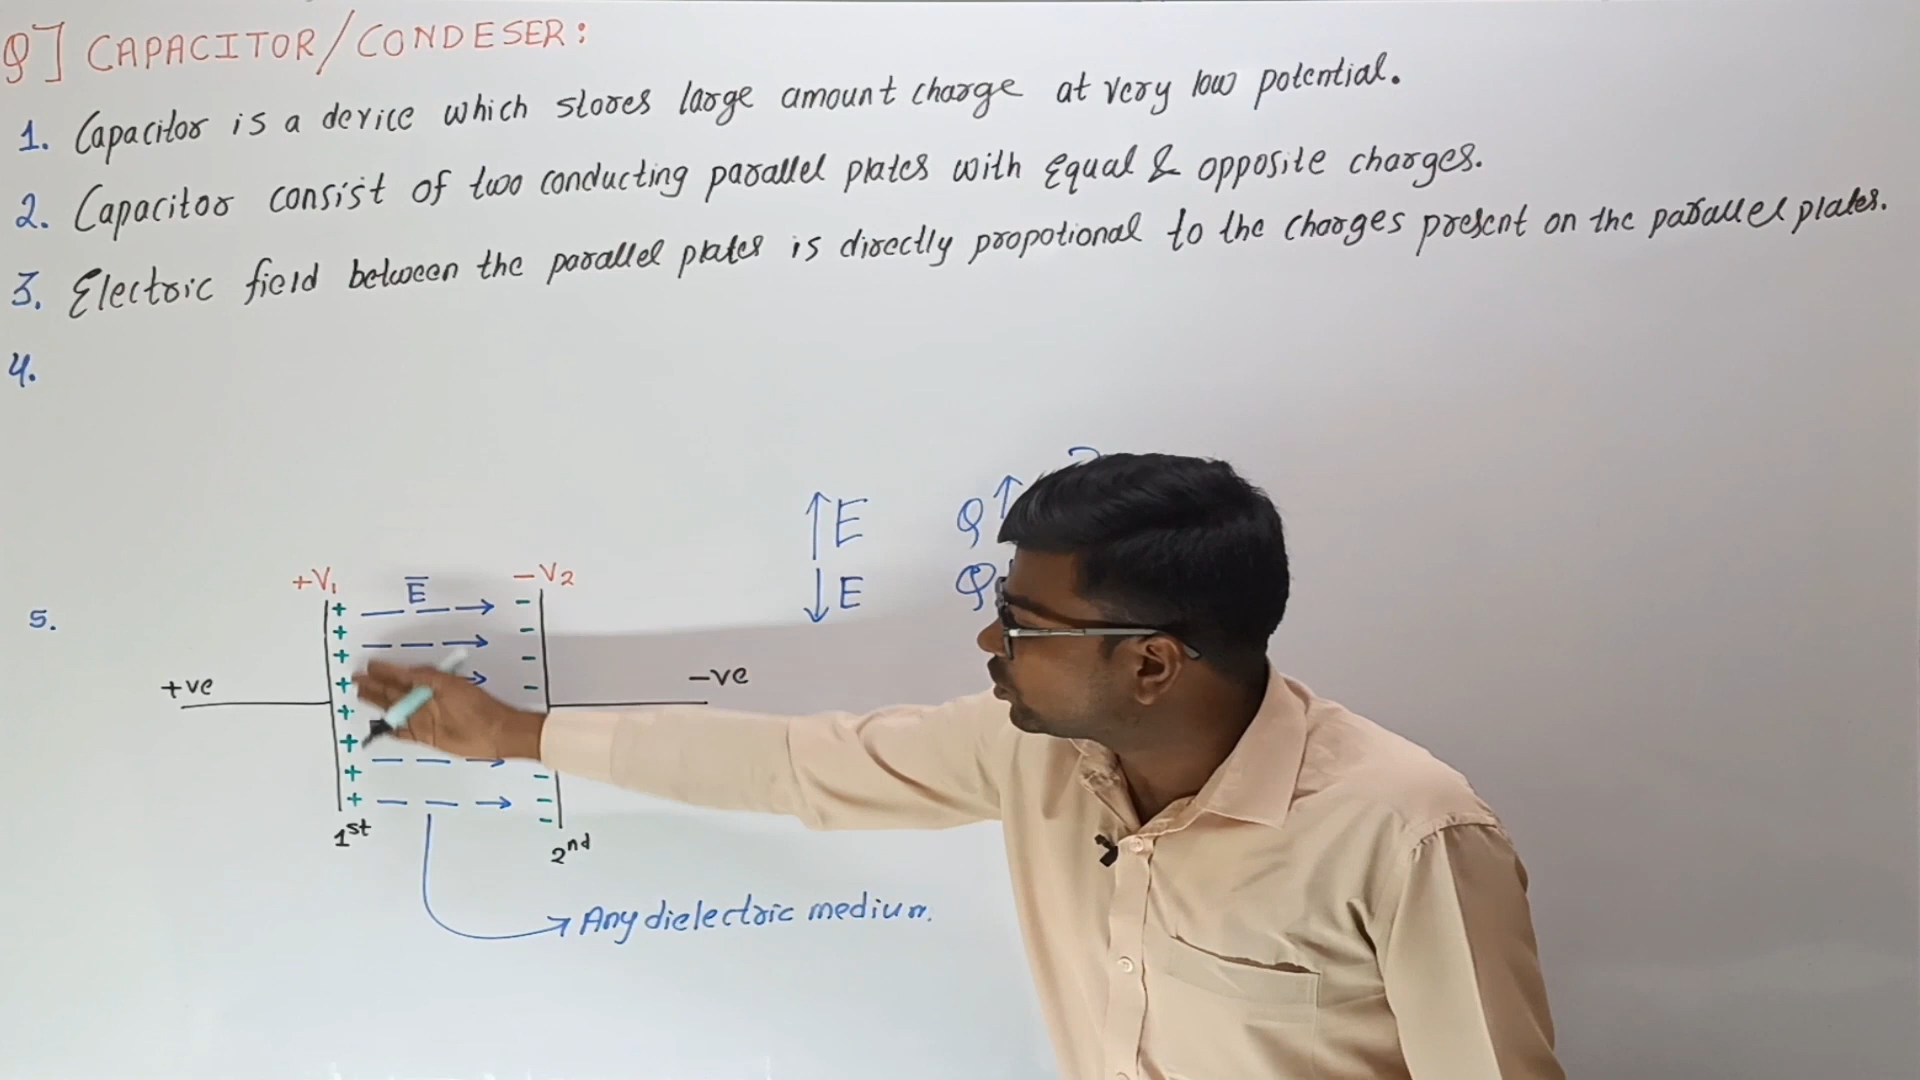 Q] CAPACITOR/CONDESER:
1. Capacitor is a device which stores large amount charge at very low potential.
2. Capacitor consist of two conducting parallel plates with Equal & opposite charges.
3. Electric field between the parallel plates is directly propotional to the charges present on the parallel plates.
4.
↑E Q↑
↓E Q
5.
+V₁ E̅ -V₂
+ve -ve
1st 2nd
→ Any dielectric medium.